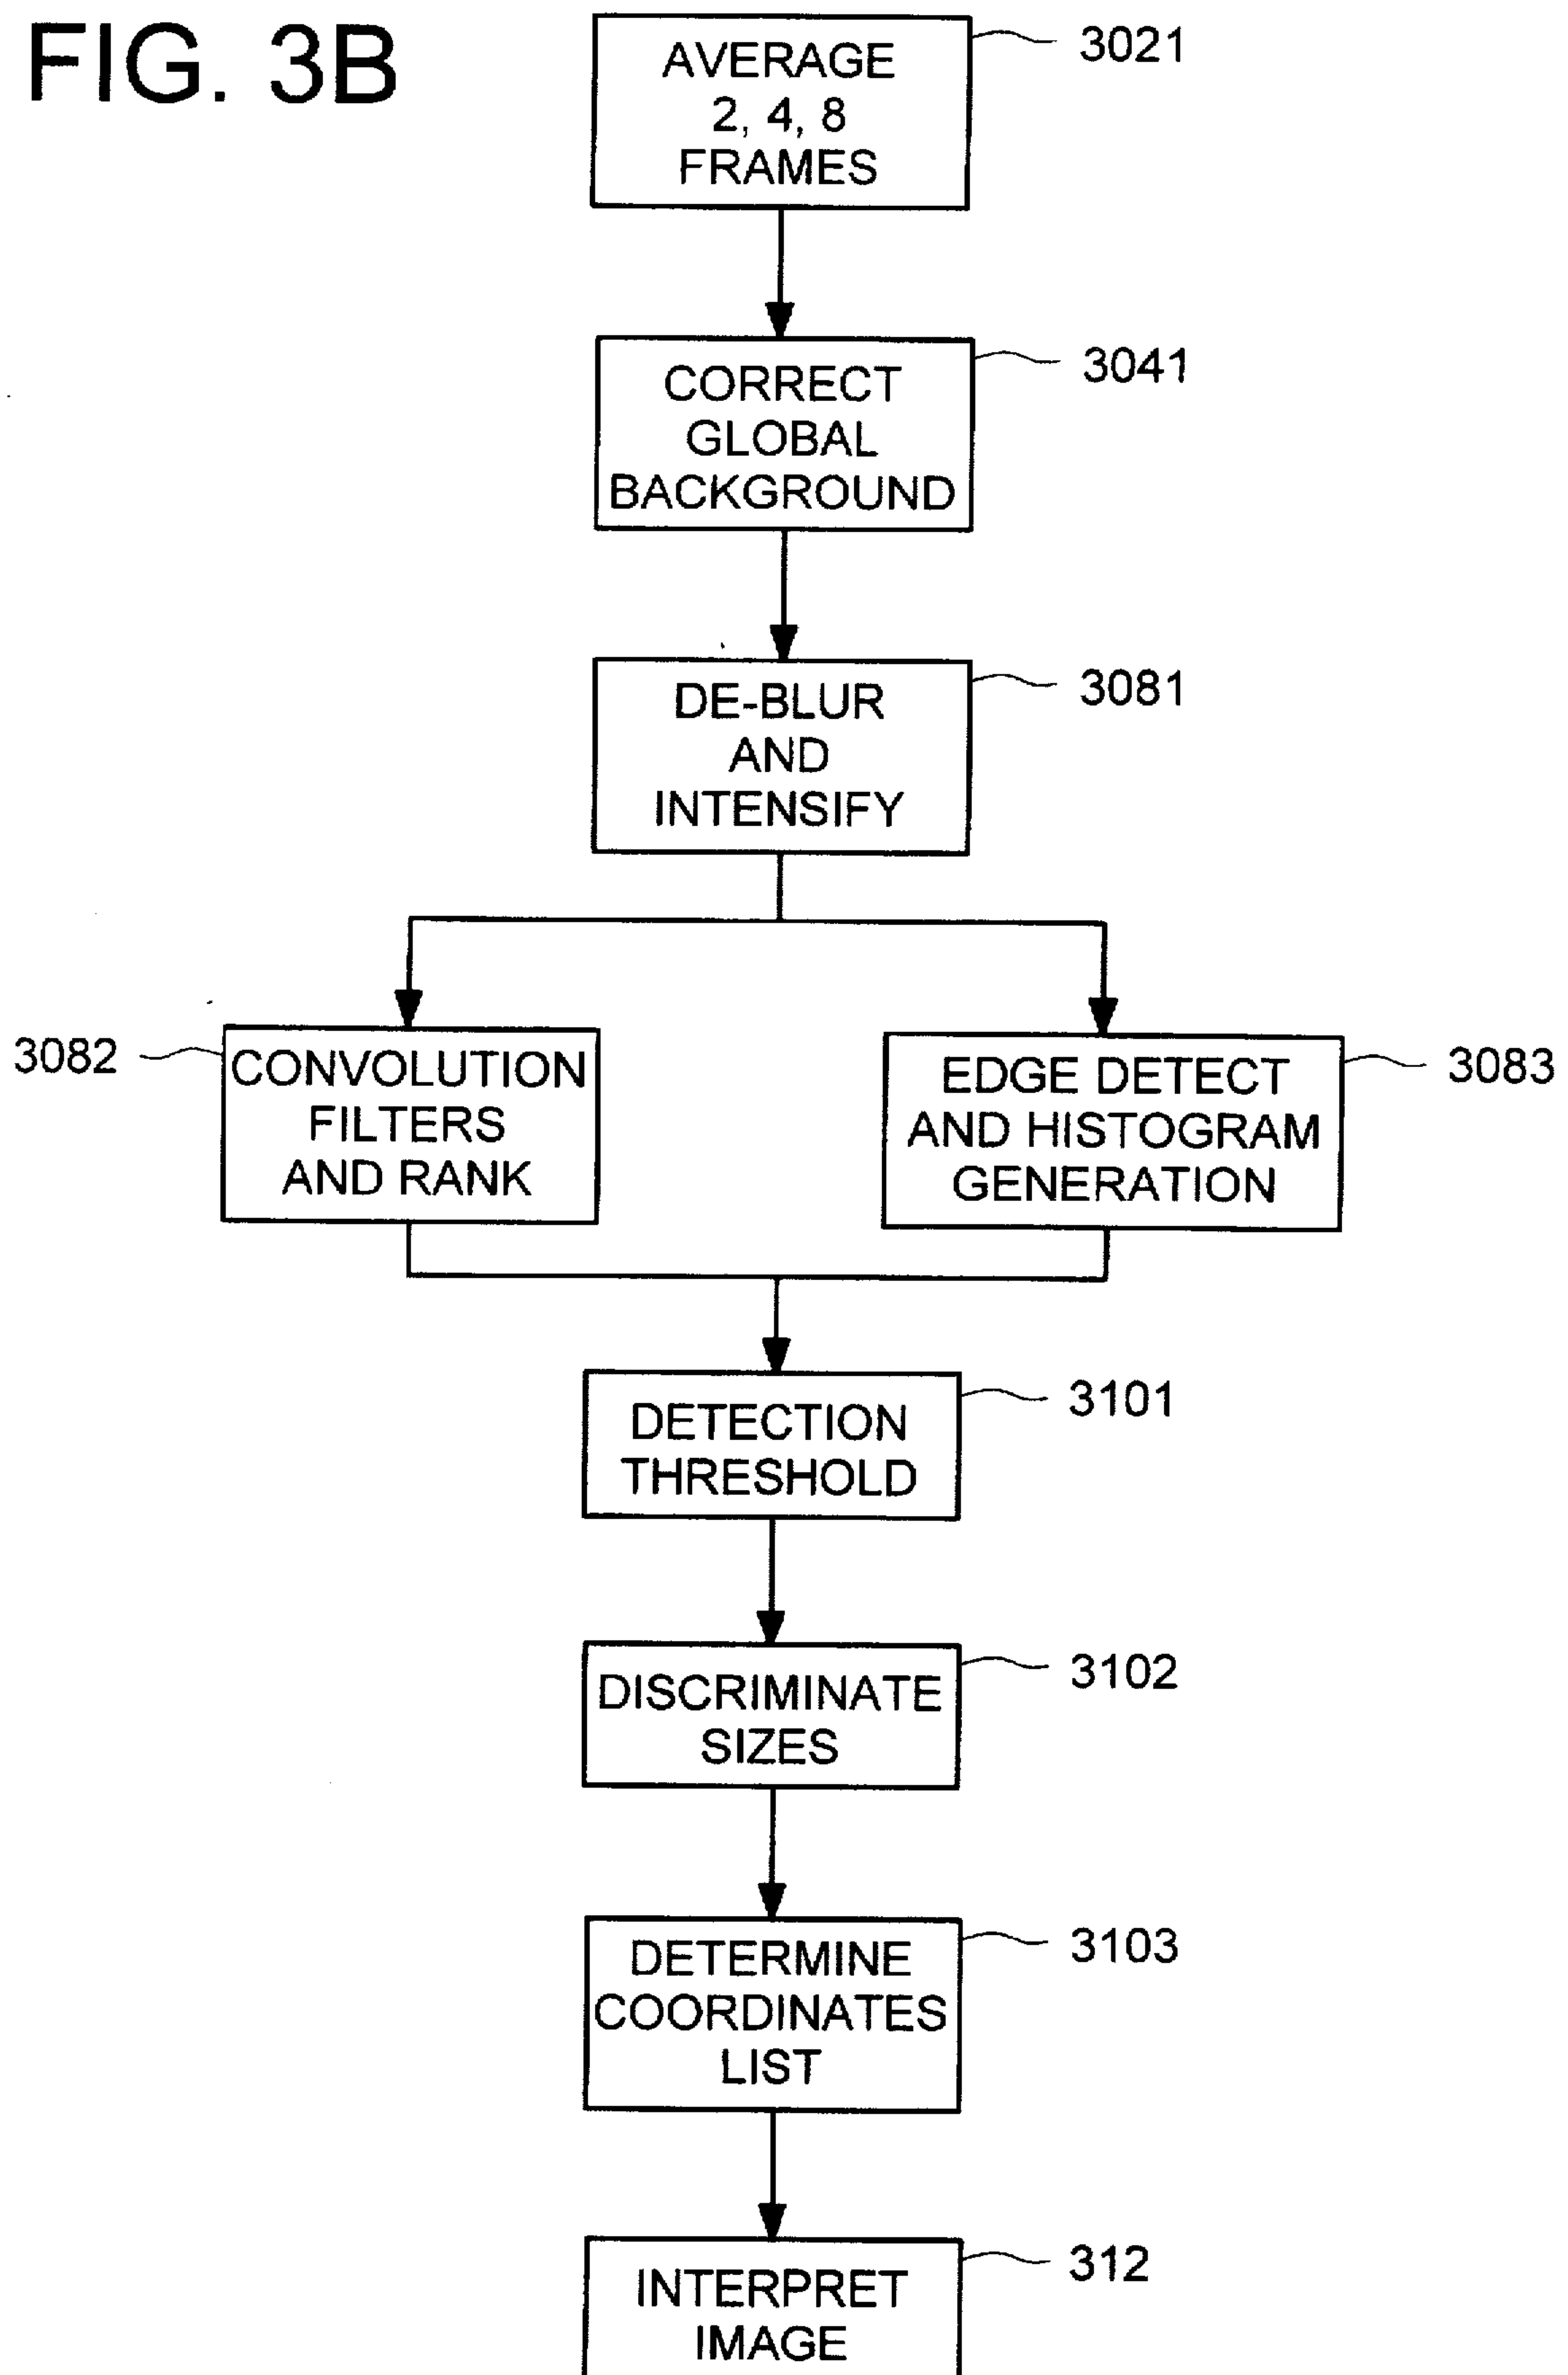 FIG. 3B
AVERAGE
2, 4, 8
FRAMES
3021
CORRECT
GLOBAL
BACKGROUND
3041
DE-BLUR
AND
INTENSIFY
3081
3082
CONVOLUTION
FILTERS
AND RANK
EDGE DETECT
AND HISTOGRAM
GENERATION
3083
DETECTION
THRESHOLD
3101
DISCRIMINATE
SIZES
3102
DETERMINE
COORDINATES
LIST
3103
INTERPRET
IMAGE
312